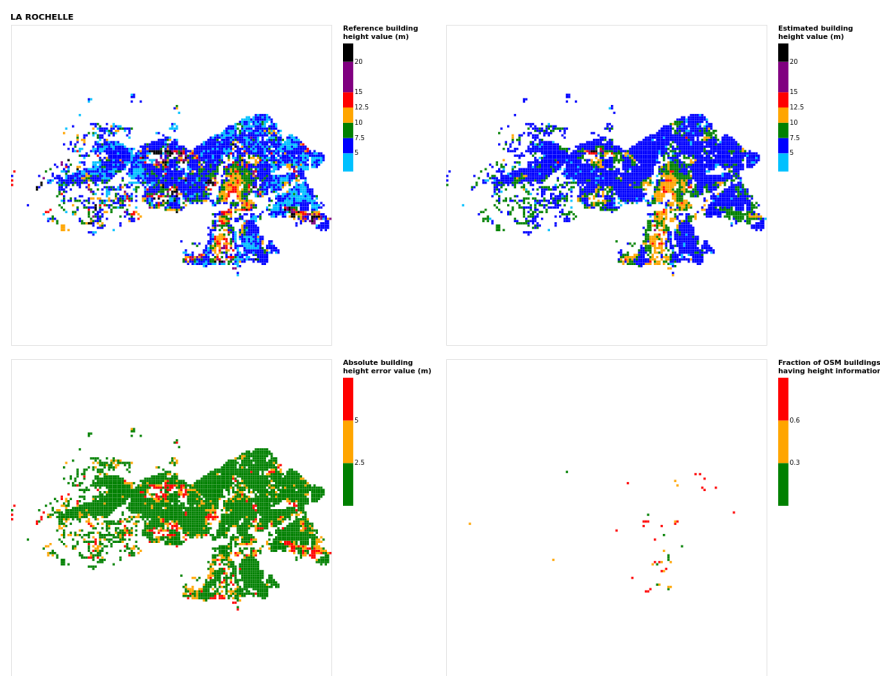 LA ROCHELLE
Reference building
height value (m)
20
15
12.5
10
7.5
5
Estimated building
height value (m)
20
15
12.5
10
7.5
5
Absolute building
height error value (m)
5
2.5
Fraction of OSM buildings
having height information
0.6
0.3